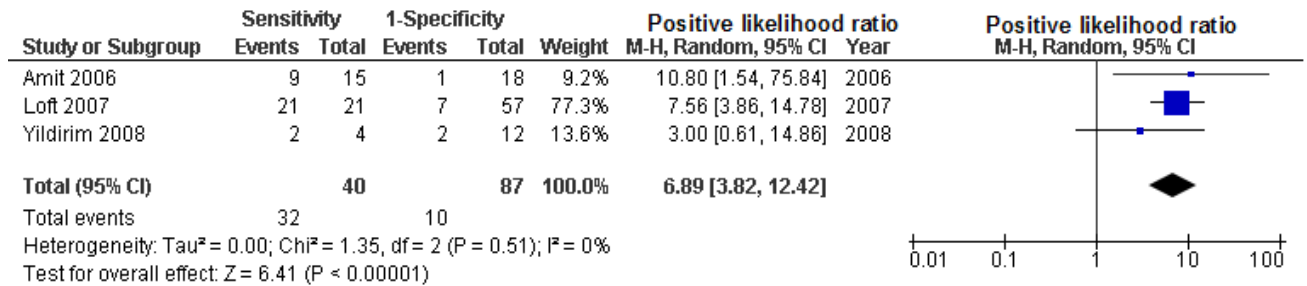 Sensitivity 1-Specificity Positive likelihood ratio Positive likelihood ratio
Study or Subgroup Events Total Events Total Weight M-H, Random, 95% CI Year M-H, Random, 95% CI
Amit 2006 9 15 1 18 9.2% 10.80 [1.54, 75.84] 2006
Loft 2007 21 21 7 57 77.3% 7.56 [3.86, 14.78] 2007
Yildirim 2008 2 4 2 12 13.6% 3.00 [0.61, 14.86] 2008
Total (95% CI) 40 87 100.0% 6.89 [3.82, 12.42]
Total events 32 10
Heterogeneity: Tau² = 0.00; Chi² = 1.35, df = 2 (P = 0.51); I² = 0%
Test for overall effect: Z = 6.41 (P < 0.00001)
0.01 0.1 1 10 100